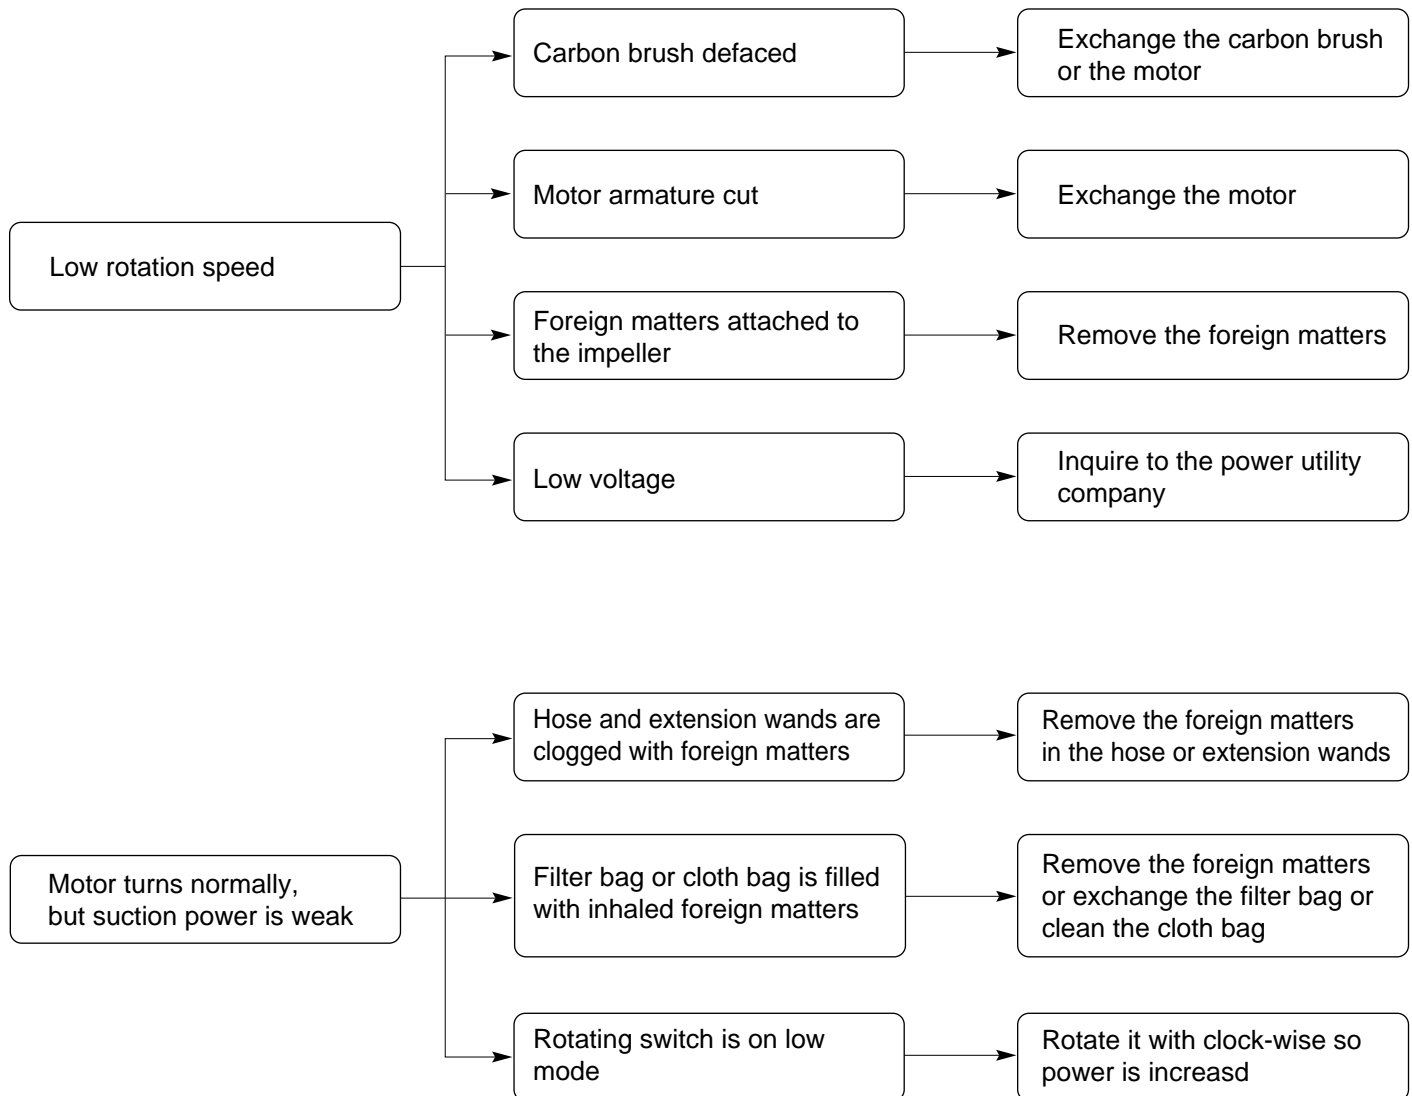 Carbon brush defaced
Exchange the carbon brush
or the motor
Motor armature cut
Exchange the motor
Low rotation speed
Foreign matters attached to
the impeller
Remove the foreign matters
Low voltage
Inquire to the power utility
company
Hose and extension wands are
clogged with foreign matters
Remove the foreign matters
in the hose or extension wands
Motor turns normally,
but suction power is weak
Filter bag or cloth bag is filled
with inhaled foreign matters
Remove the foreign matters
or exchange the filter bag or
clean the cloth bag
Rotating switch is on low
mode
Rotate it with clock-wise so
power is increasd